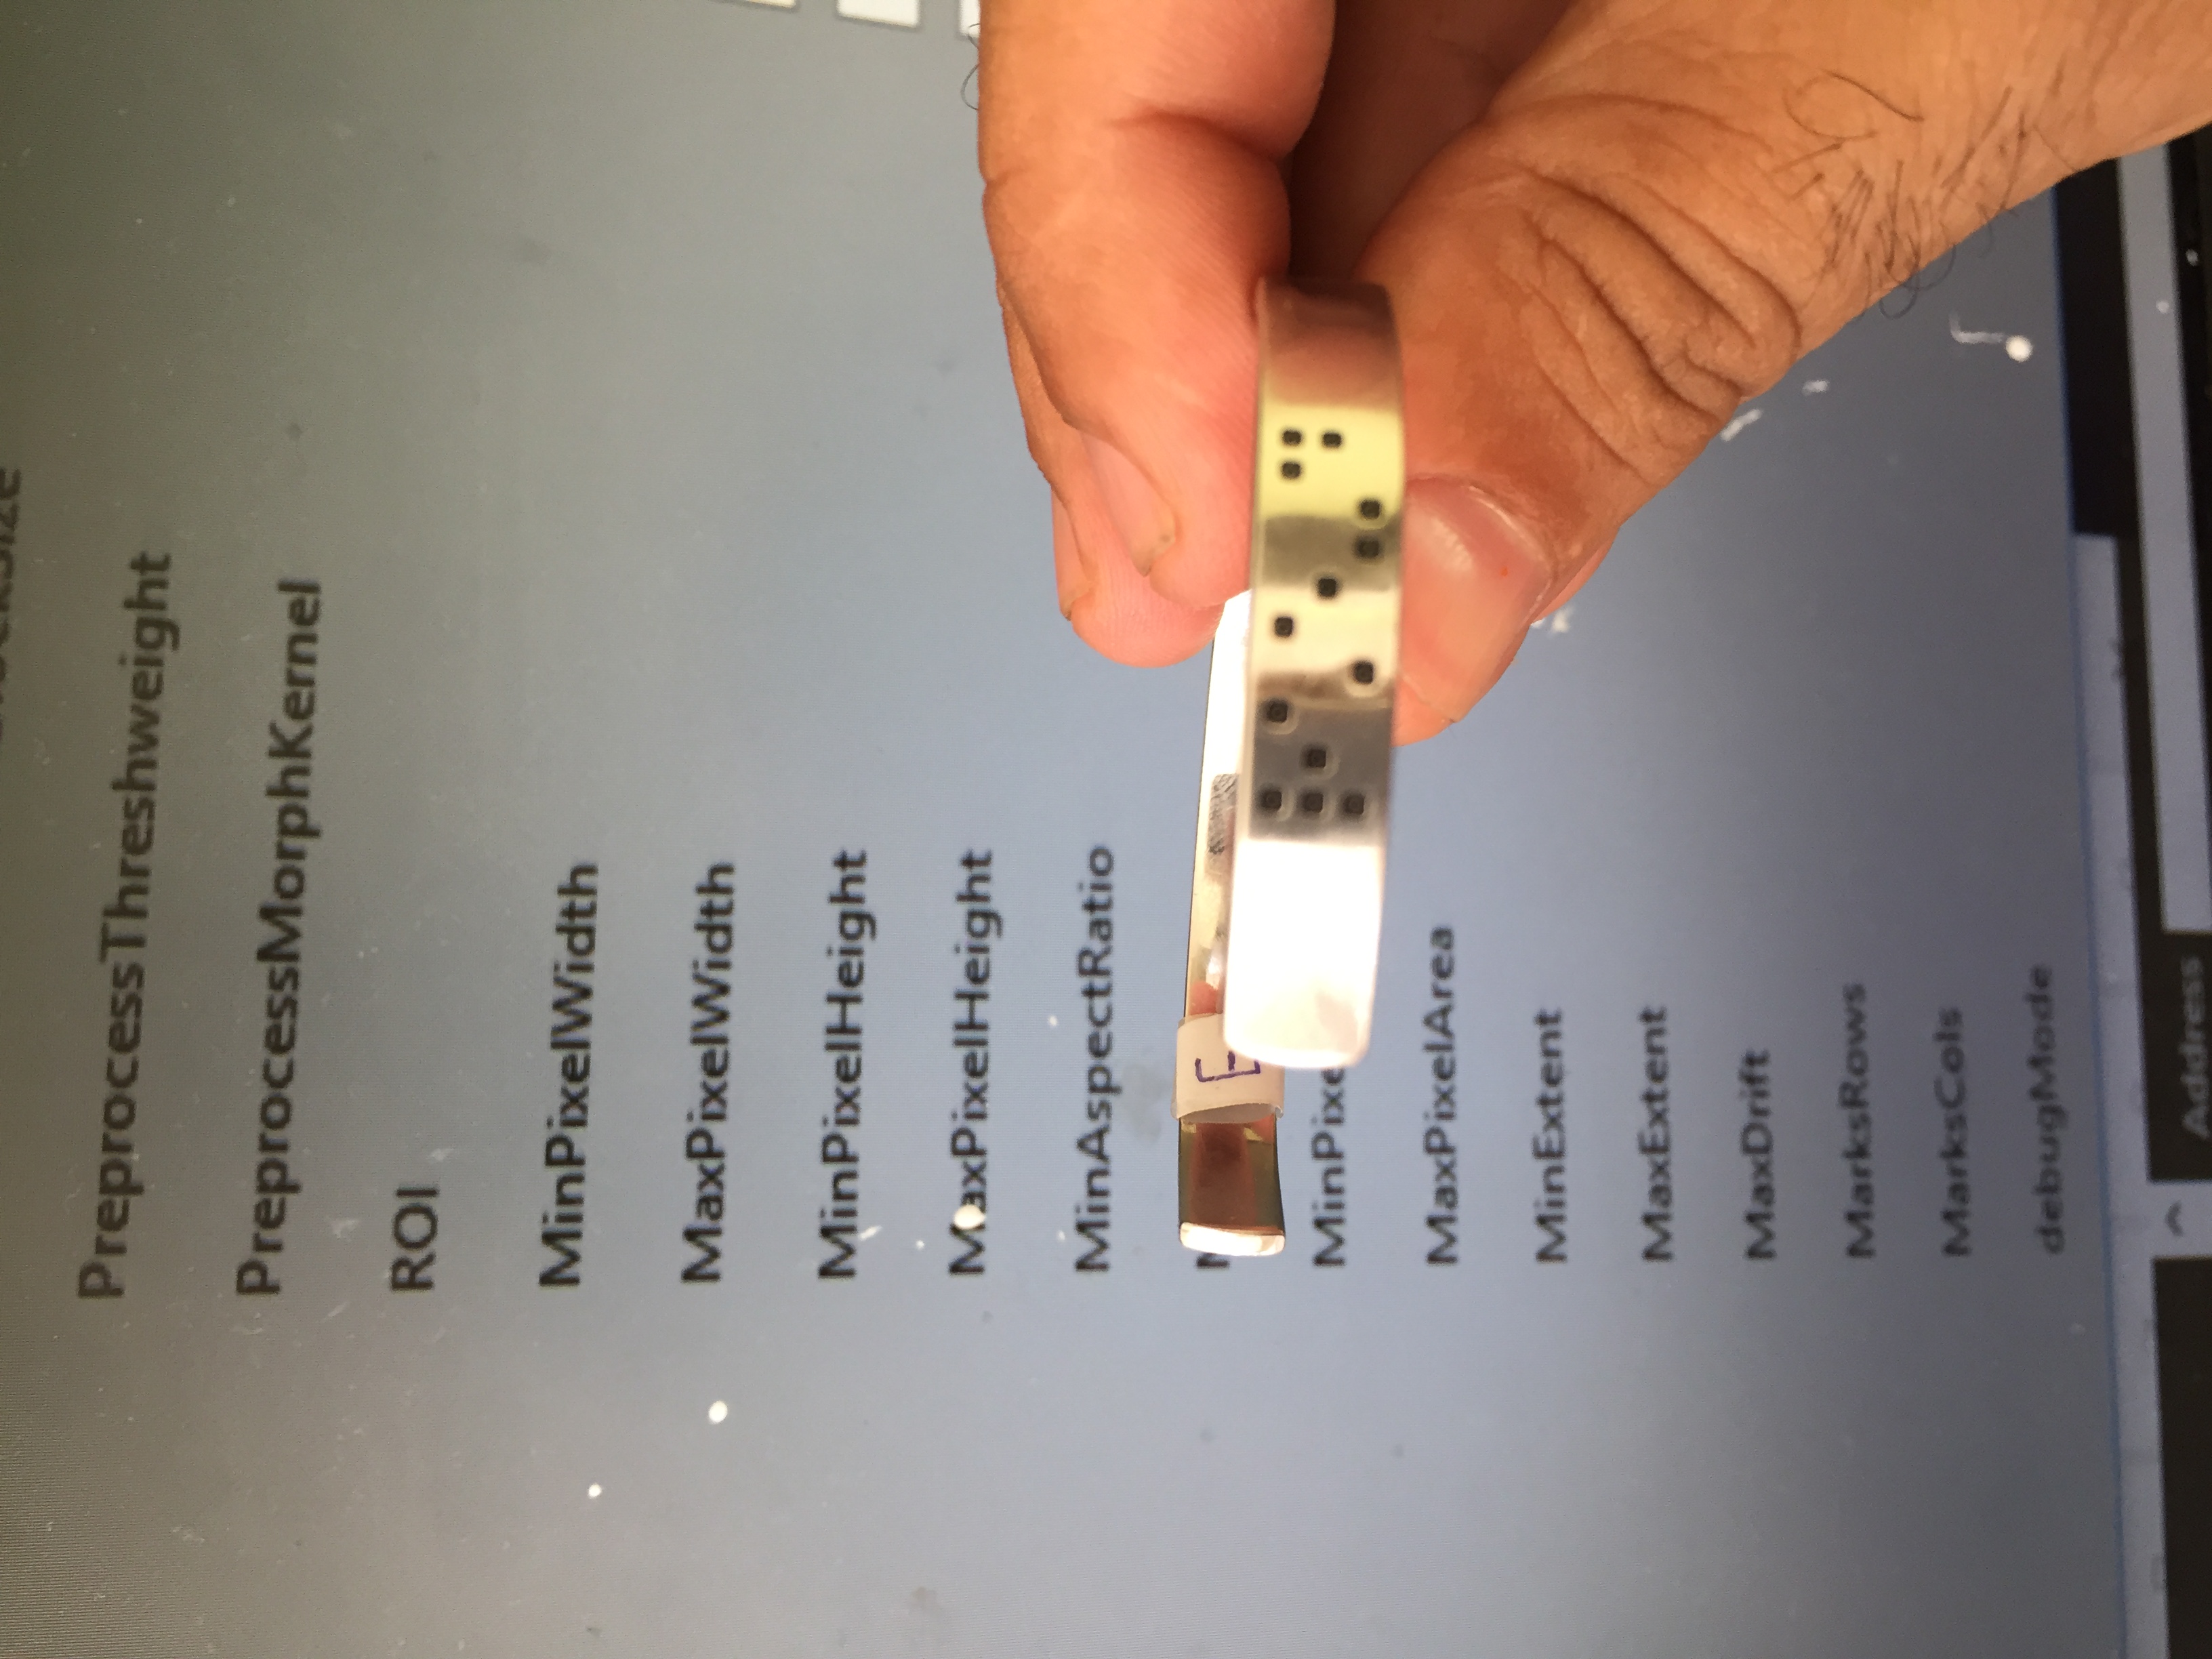 PreprocessThreshweight
PreprocessMorphKernel
ROI
MinPixelWidth
MaxPixelWidth
MinPixelHeight
MaxPixelHeight
MinAspectRatio
E
MaxPixelArea
MinExtent
MaxExtent
MaxDrift
MarksRows
MarksCols
debugMode
Address